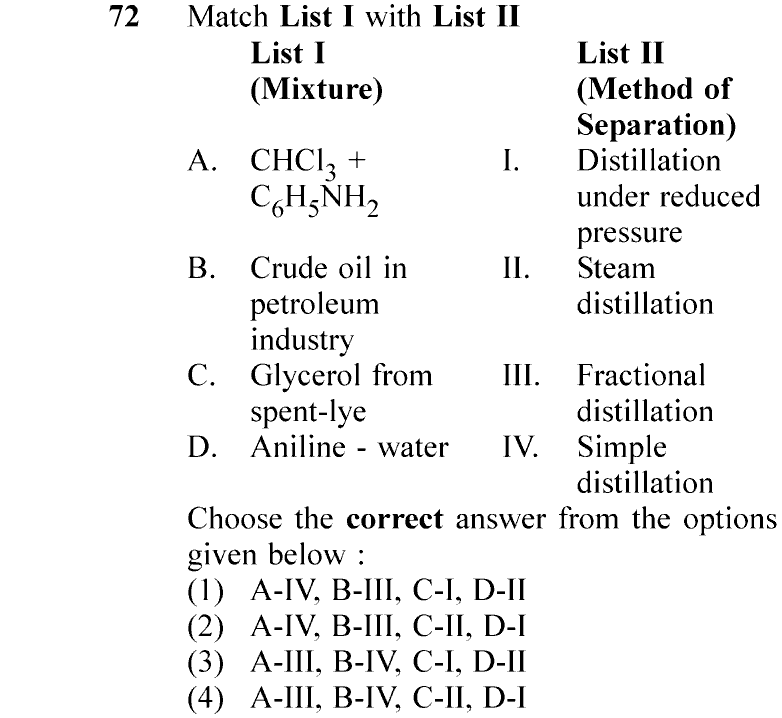 72 Match List I with List II
List I List II
(Mixture) (Method of
Separation)
A. CHCl₃ + I. Distillation
C₆H₅NH₂ under reduced
pressure
B. Crude oil in II. Steam
petroleum distillation
industry
C. Glycerol from III. Fractional
spent-lye distillation
D. Aniline - water IV. Simple
distillation
Choose the correct answer from the options
given below :
(1) A-IV, B-III, C-I, D-II
(2) A-IV, B-III, C-II, D-I
(3) A-III, B-IV, C-I, D-II
(4) A-III, B-IV, C-II, D-I